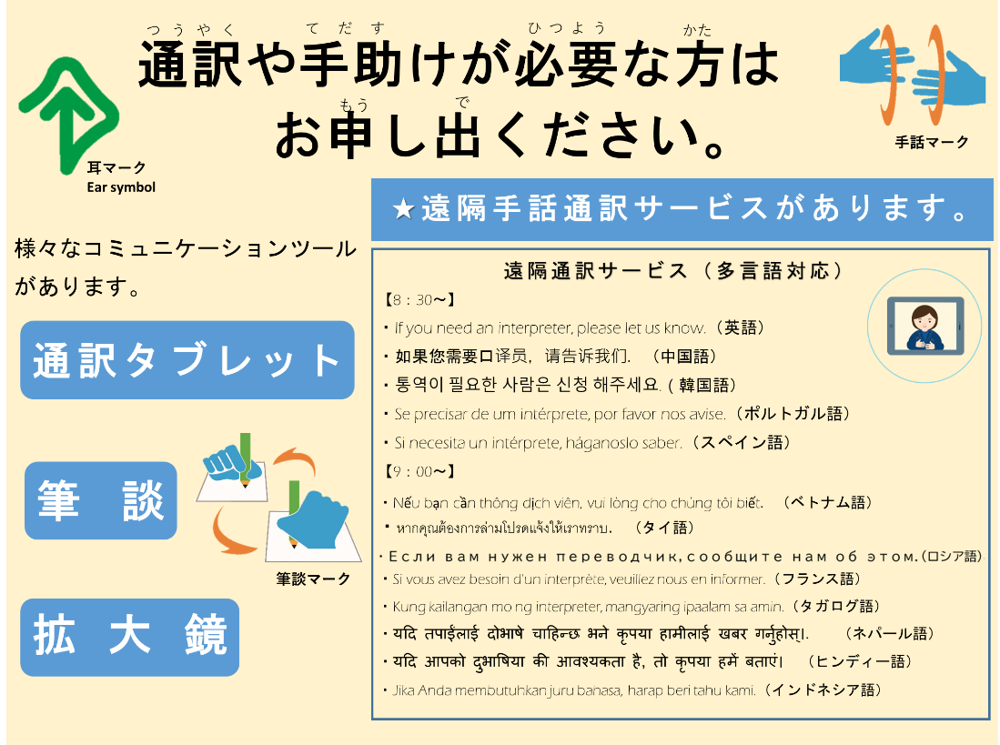 つうやく てだす ひつよう かた
通訳や手助けが必要な方は
もう で
お申し出ください。
耳マーク
Ear symbol
手話マーク
★遠隔手話通訳サービスがあります。
様々なコミュニケーションツール
があります。
通訳タブレット
筆 談
筆談マーク
拡 大 鏡
遠隔通訳サービス（多言語対応）
【8：30～】
・If you need an interpreter, please let us know.（英語）
・如果您需要口译员，请告诉我们.（中国語）
・통역이 필요한 사람은 신청 해주세요.( 韓国語）
・Se precisar de um intérprete, por favor nos avise.（ポルトガル語）
・Si necesita un intérprete, háganoslo saber.（スペイン語）
【9：00～】
・Nếu bạn cần thông dịch viên, vui lòng cho chúng tôi biết.（ベトナム語）
・หากคุณต้องการล่ามโปรดแจ้งให้เราทราบ.（タイ語）
・Если вам нужен переводчик, сообщите нам об этом.（ロシア語）
・Si vous avez besoin d'un interprète, veuillez nous en informer.（フランス語）
・Kung kailangan mo ng interpreter, mangyaring ipaalam sa amin.（タガログ語）
・यदि तपाईंलाई दोभाषे चाहिन्छ भने कृपया हामीलाई खबर गर्नुहोस्।.（ネパール語）
・यदि आपको दुभाषिया की आवश्यकता है, तो कृपया हमें बताएं।（ヒンディー語）
・Jika Anda membutuhkan juru bahasa, harap beri tahu kami.（インドネシア語）